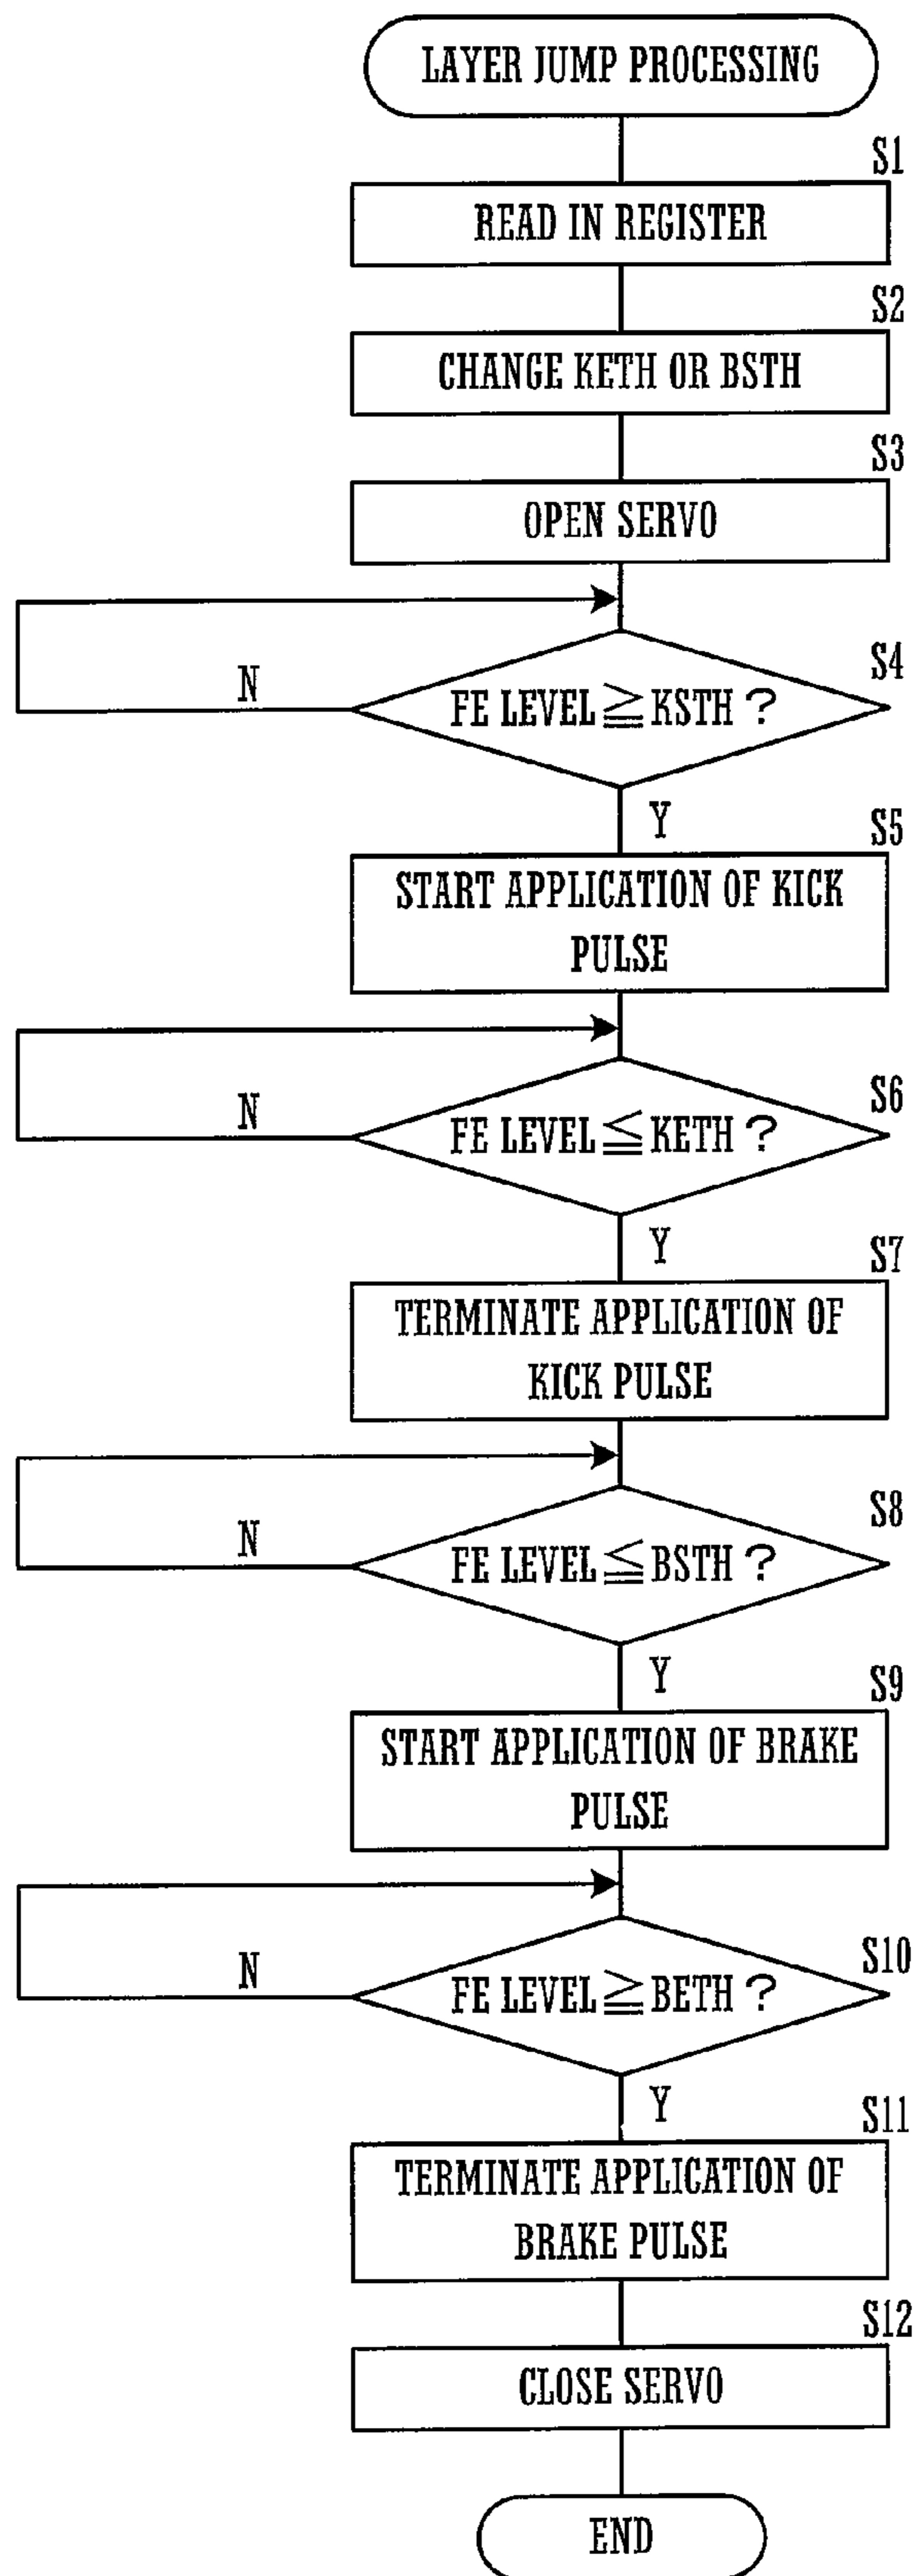 LAYER JUMP PROCESSING
S1
READ IN REGISTER
S2
CHANGE KETH OR BSTH
S3
OPEN SERVO
S4
N
FE LEVEL ≧ KSTH ?
Y
S5
START APPLICATION OF KICK
PULSE
S6
N
FE LEVEL ≦ KETH ?
Y
S7
TERMINATE APPLICATION OF
KICK PULSE
S8
N
FE LEVEL ≦ BSTH ?
Y
S9
START APPLICATION OF BRAKE
PULSE
S10
N
FE LEVEL ≧ BETH ?
Y
S11
TERMINATE APPLICATION OF
BRAKE PULSE
S12
CLOSE SERVO
END